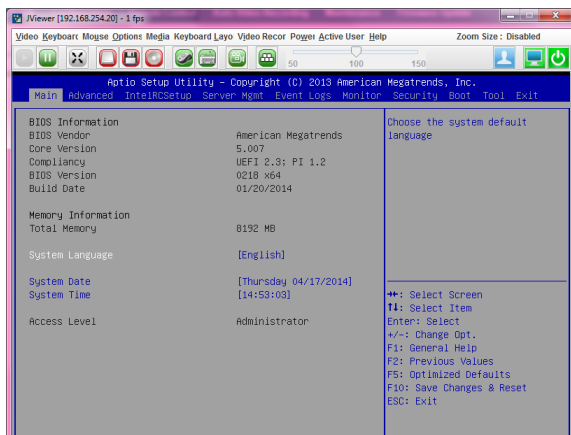 JViewer [192.168.254.20] - 1 fps
Video Keyboarc Mouse Options Media Keyboard Layo Video Recor Power Active User Help Zoom Size : Disabled
50 100 150
Aptio Setup Utility – Copyright (C) 2013 American Megatrends, Inc.
Main Advanced IntelRCSetup Server Mgmt Event Logs Monitor Security Boot Tool Exit
BIOS Information
BIOS Vendor American Megatrends
Core Version 5.007
Compliancy UEFI 2.3; PI 1.2
BIOS Version 0218 x64
Build Date 01/20/2014
Memory Information
Total Memory 8192 MB
System Language [English]
System Date [Thursday 04/17/2014]
System Time [14:53:03]
Access Level Administrator
Choose the system default
language
→←: Select Screen
↑↓: Select Item
Enter: Select
+/-: Change Opt.
F1: General Help
F2: Previous Values
F5: Optimized Defaults
F10: Save Changes & Reset
ESC: Exit